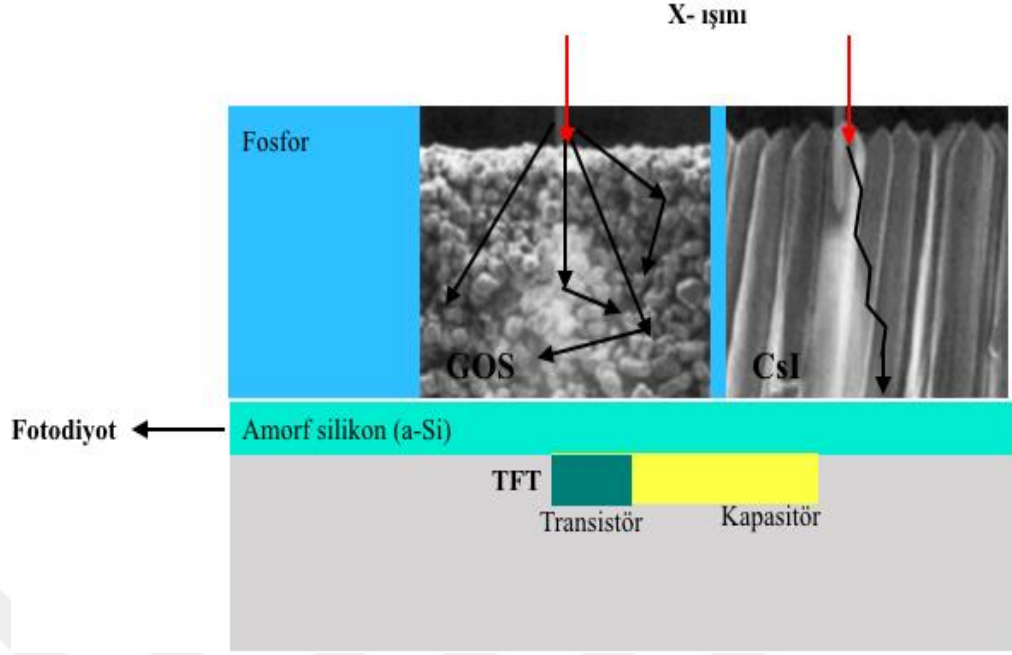 X- ışını
Fosfor
GOS
CsI
Fotodiyot
Amorf silikon (a-Si)
TFT
Transistör
Kapasitör